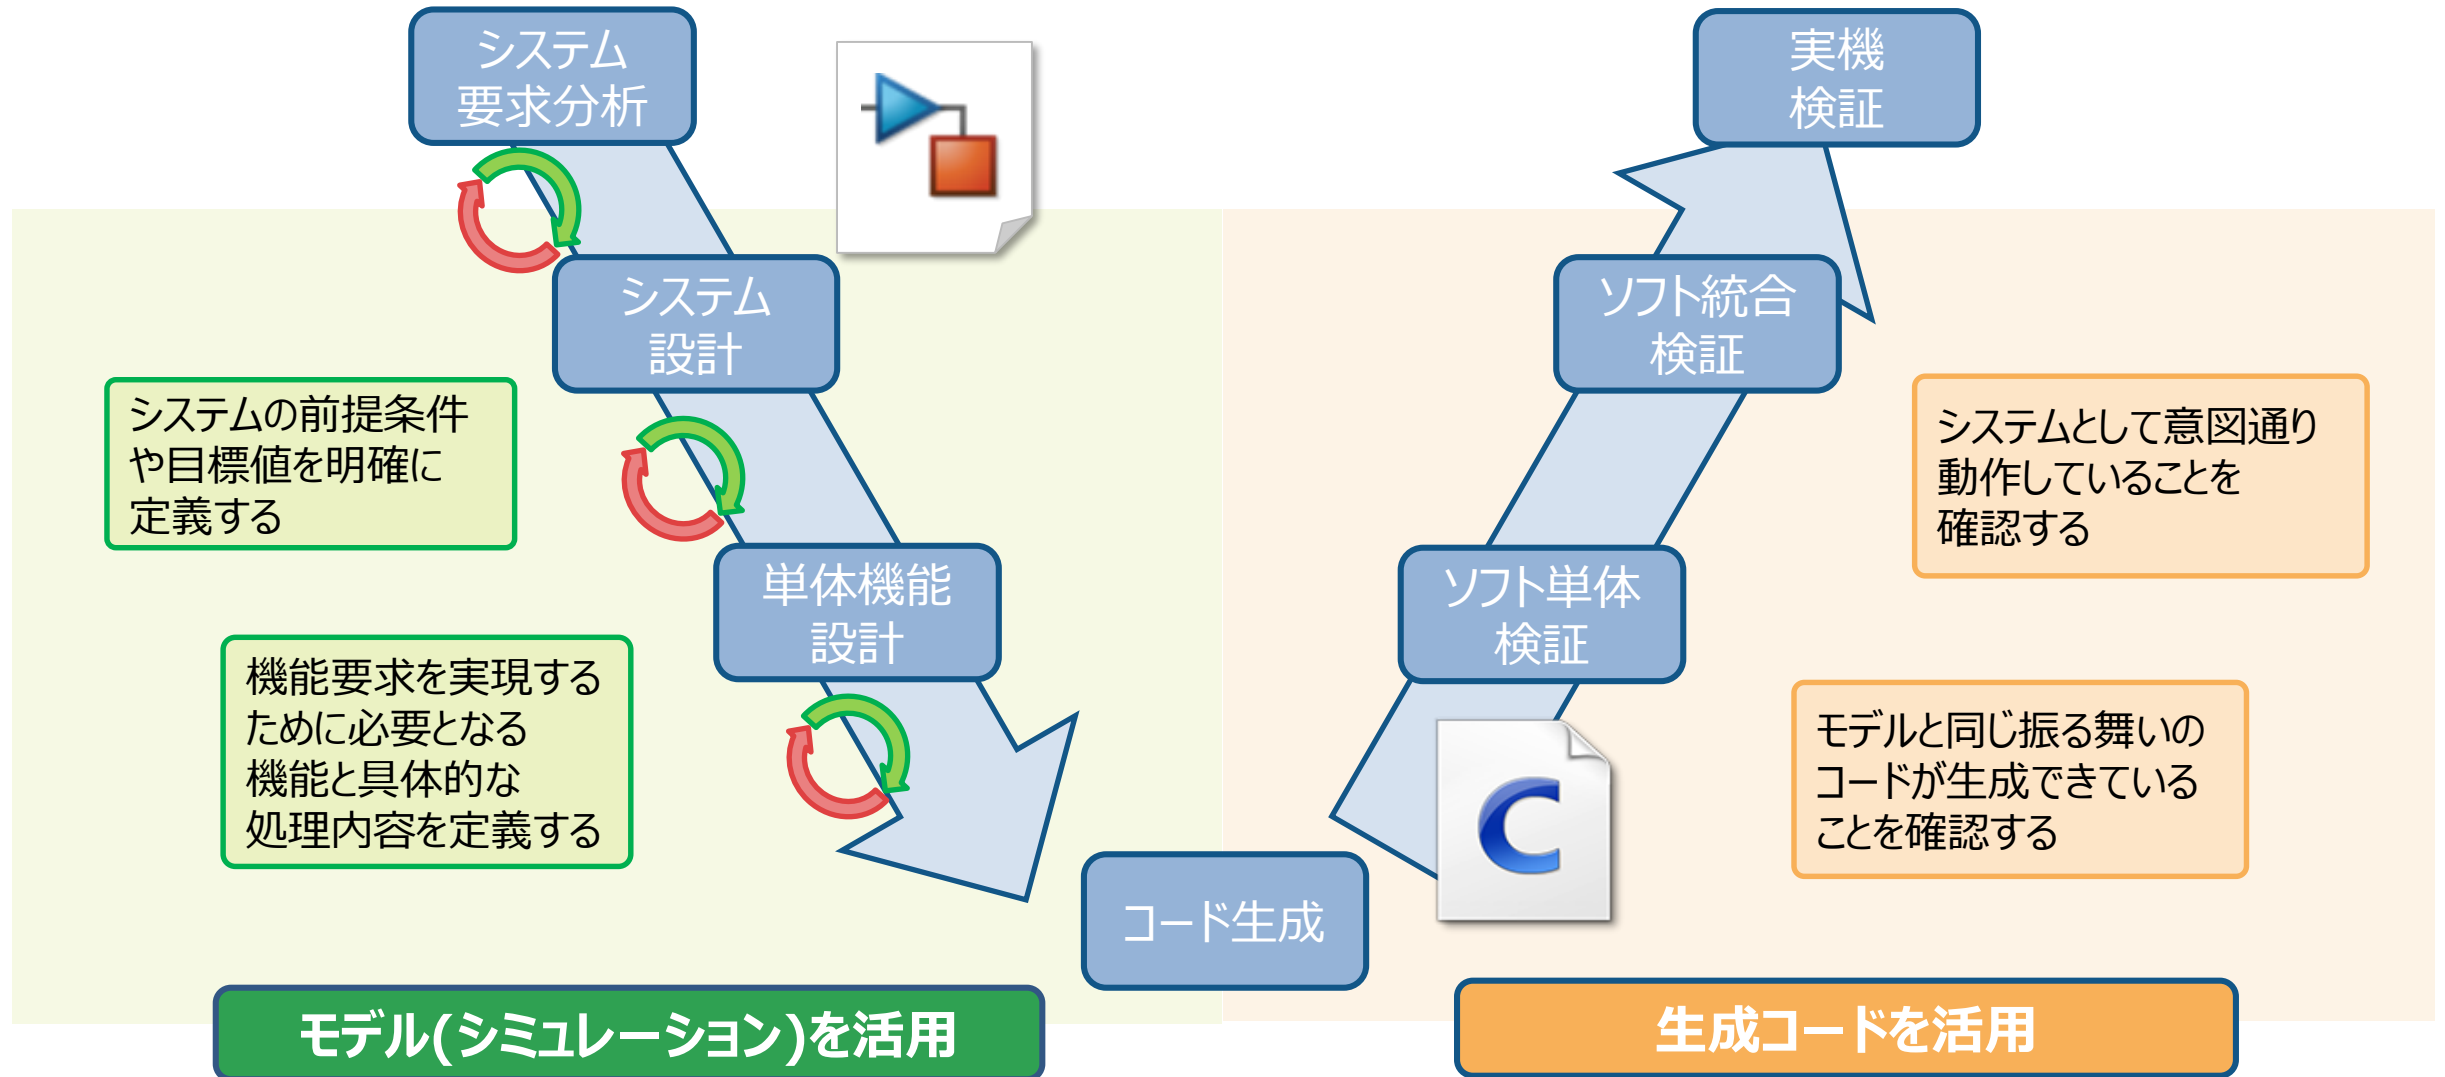 システム
要求分析
システム
設計
システムの前提条件
や目標値を明確に
定義する
単体機能
設計
機能要求を実現する
ために必要となる
機能と具体的な
処理内容を定義する
コード生成
モデル(シミュレーション)を活用
実機
検証
ソフト統合
検証
システムとして意図通り
動作していることを
確認する
ソフト単体
検証
モデルと同じ振る舞いの
コードが生成できている
ことを確認する
C
生成コードを活用